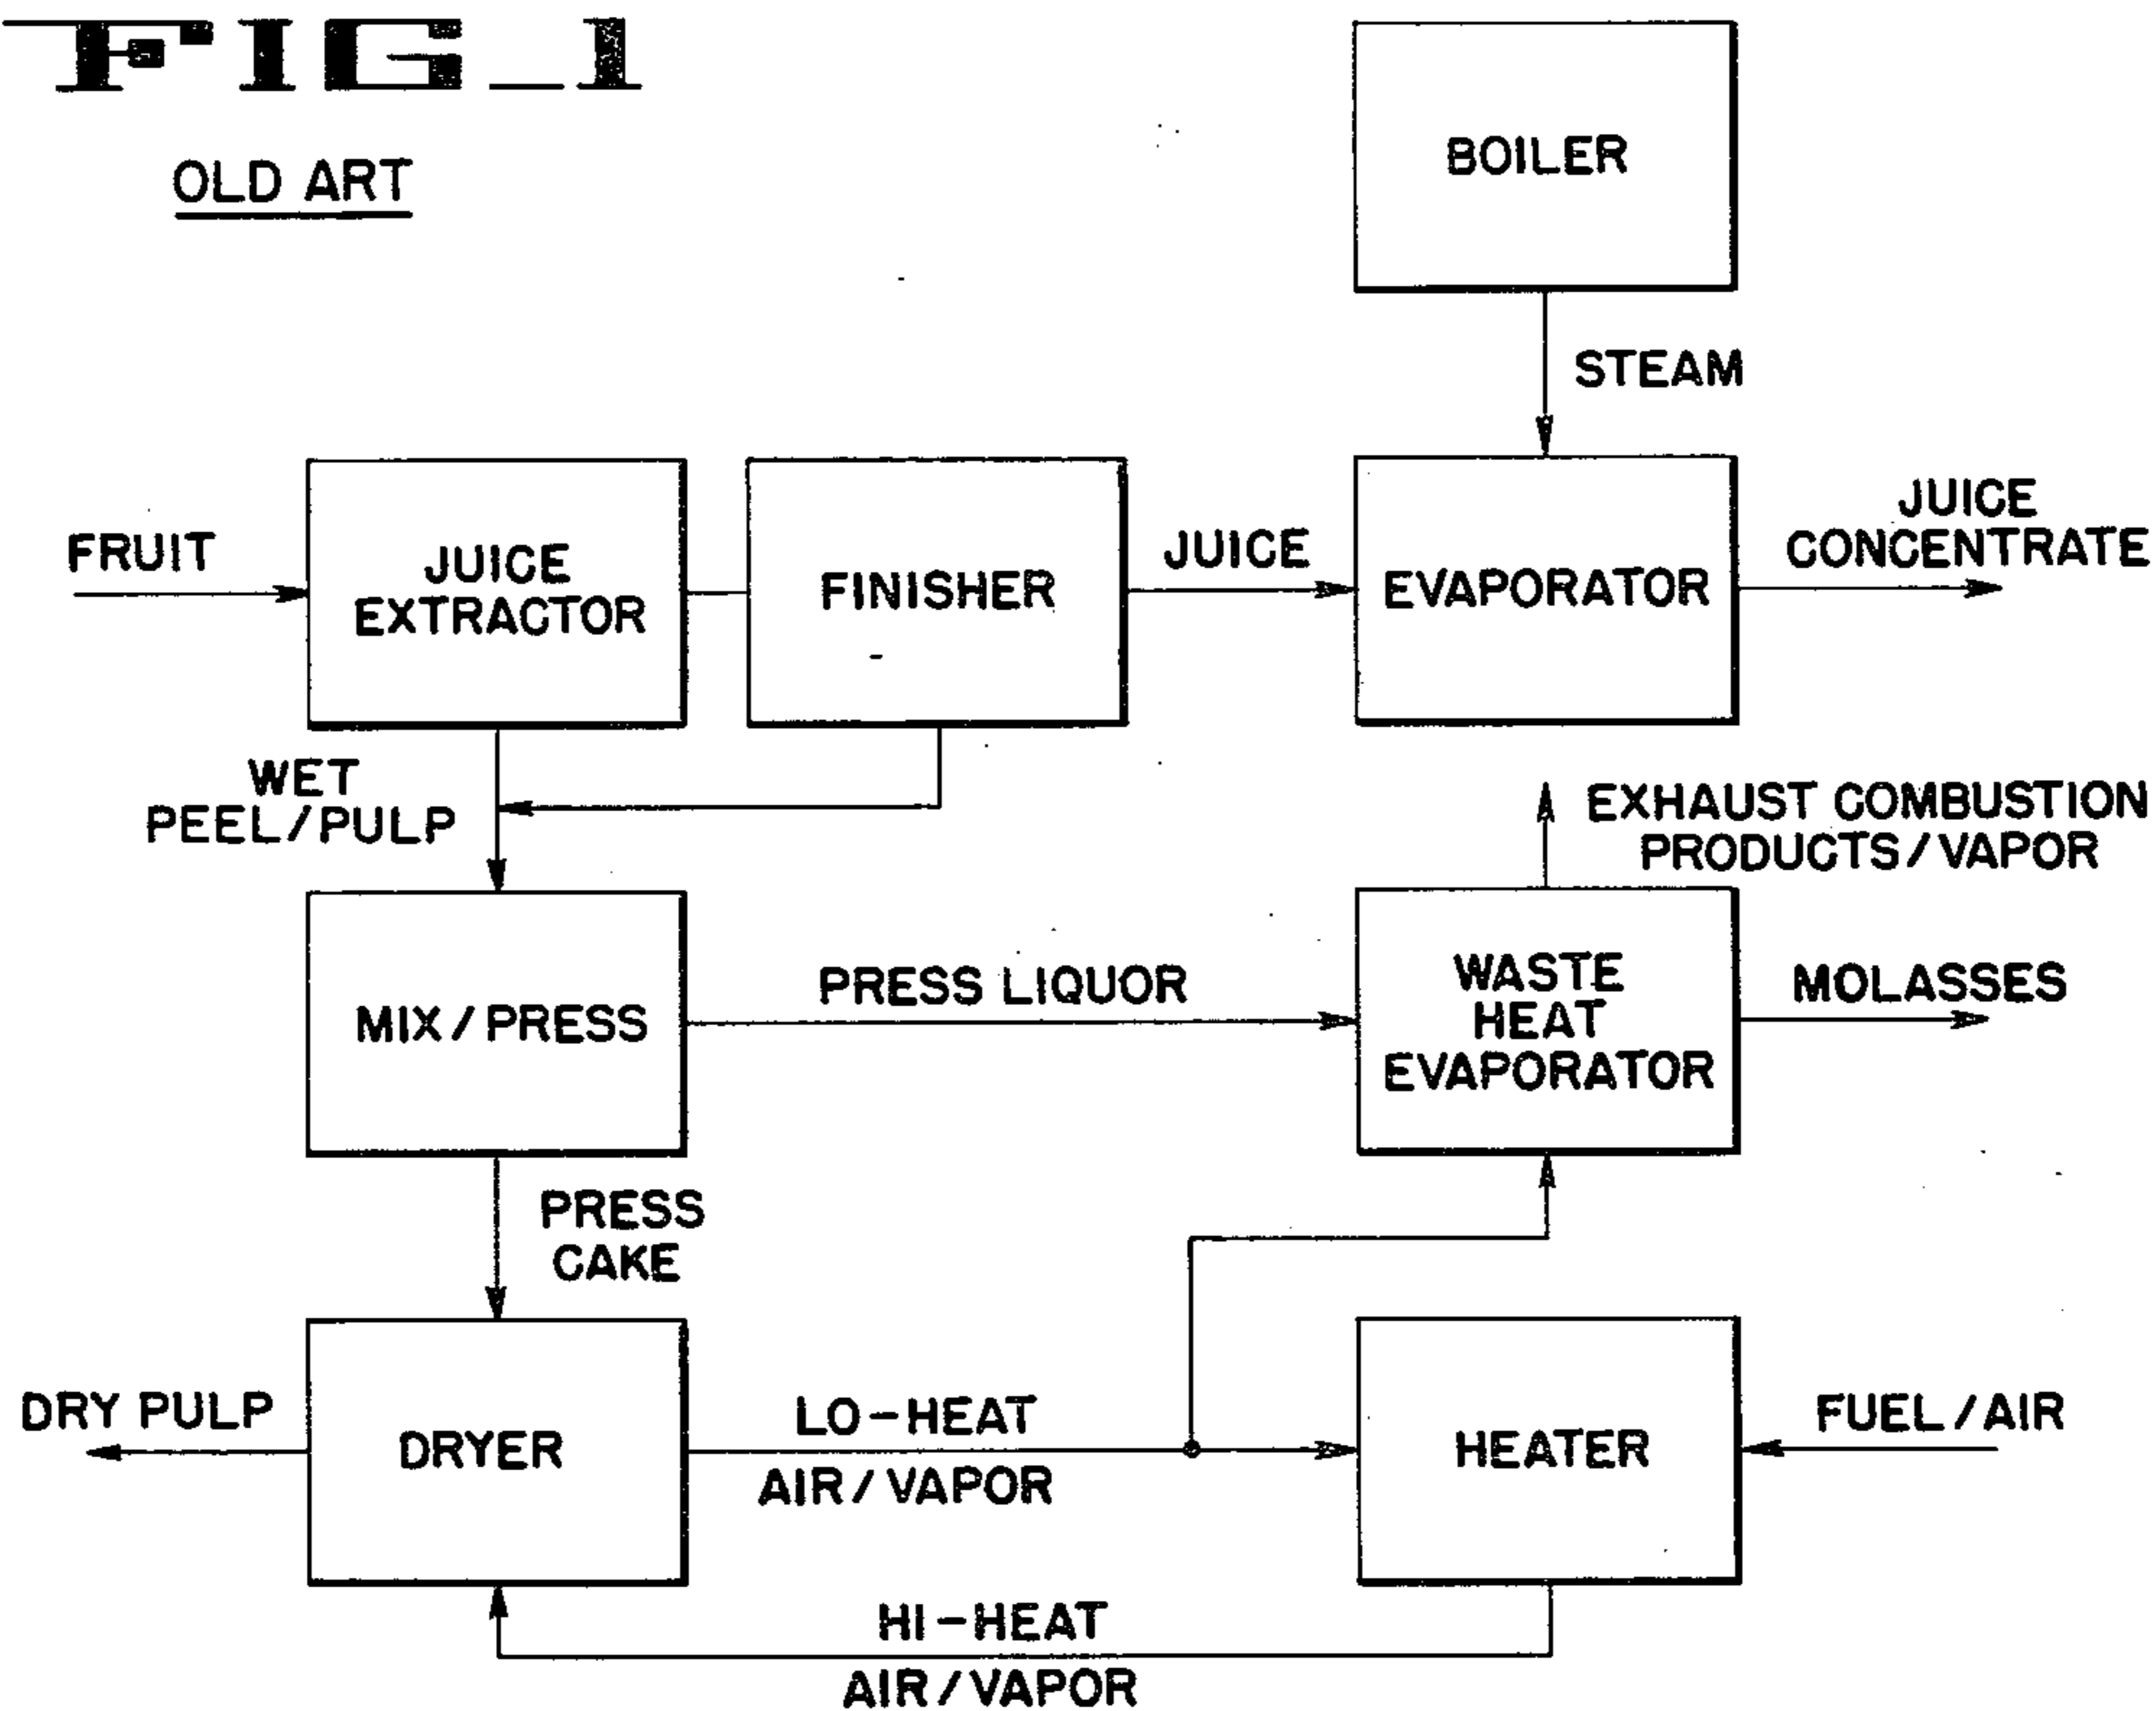 FIG_1
OLD ART
BOILER
STEAM
FRUIT
JUICE
EXTRACTOR
FINISHER
JUICE
EVAPORATOR
JUICE
CONCENTRATE
WET
PEEL/PULP
EXHAUST COMBUSTION
PRODUCTS/VAPOR
MIX/PRESS
PRESS LIQUOR
WASTE
HEAT
EVAPORATOR
MOLASSES
PRESS
CAKE
DRY PULP
DRYER
LO-HEAT
AIR/VAPOR
HEATER
FUEL/AIR
HI-HEAT
AIR/VAPOR